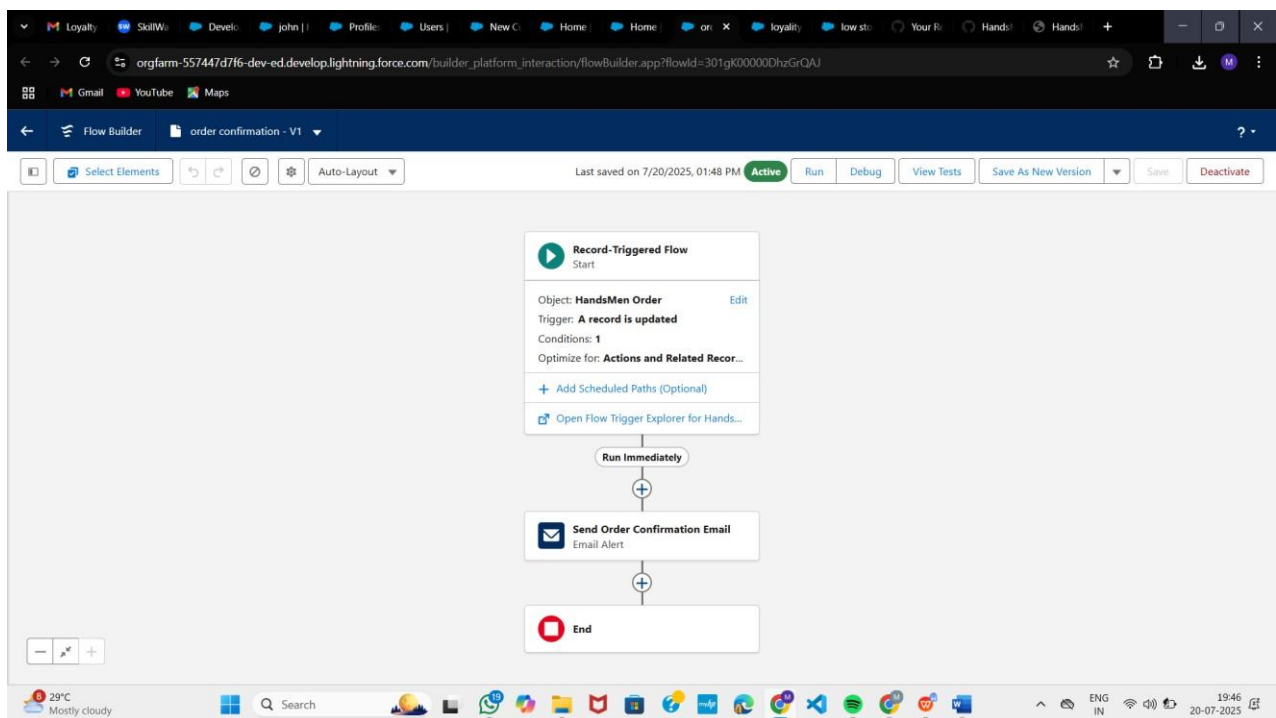 Loyalty
SkillWa
Develo
john |
Profile
Users |
New C
Home
Home
or
loyality
low sto
Your R
Hands
Hands
orgfarm-557447d7f6-dev-ed.develop.lightning.force.com/builder_platform_interaction/flowBuilder.app?flowId=301gK00000DhzGrQAJ
M
Gmail
YouTube
Maps
Flow Builder
order confirmation - V1
?
Select Elements
Auto-Layout
Last saved on 7/20/2025, 01:48 PM
Active
Run
Debug
View Tests
Save As New Version
Save
Deactivate
Record-Triggered Flow
Start
Object: HandsMen Order Edit
Trigger: A record is updated
Conditions: 1
Optimize for: Actions and Related Recor...
+ Add Scheduled Paths (Optional)
Open Flow Trigger Explorer for Hands...
Run Immediately
Send Order Confirmation Email
Email Alert
End
8
29°C
Mostly cloudy
Search
19
ENG
IN
19:46
20-07-2025